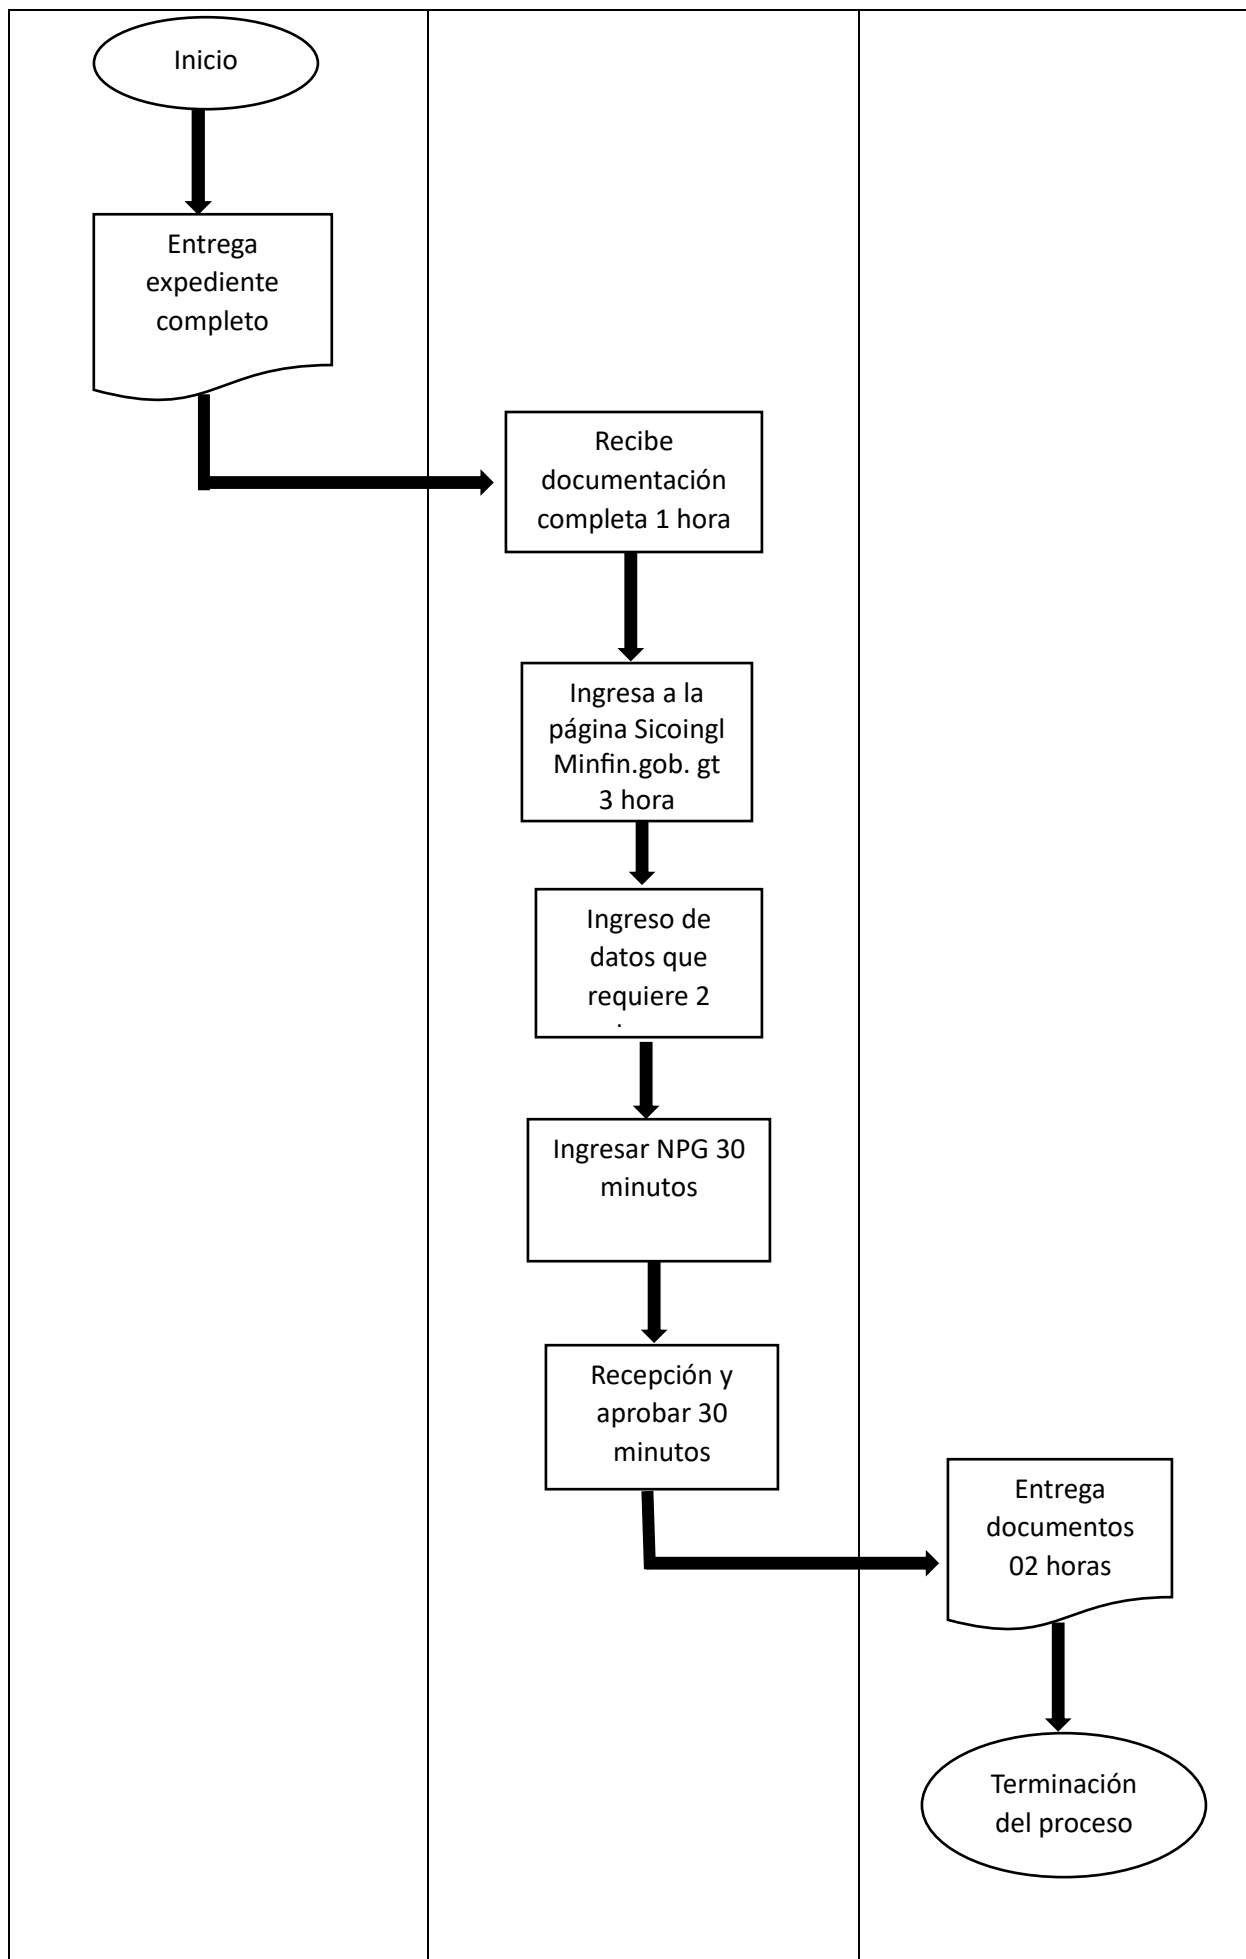 Inicio
Entrega
expediente
completo
Recibe
documentación
completa 1 hora
Ingresa a la
página Sicoingl
Minfin.gob. gt
3 hora
Ingreso de
datos que
requiere 2
Ingresar NPG 30
minutos
Recepción y
aprobar 30
minutos
Entrega
documentos
02 horas
Terminación
del proceso